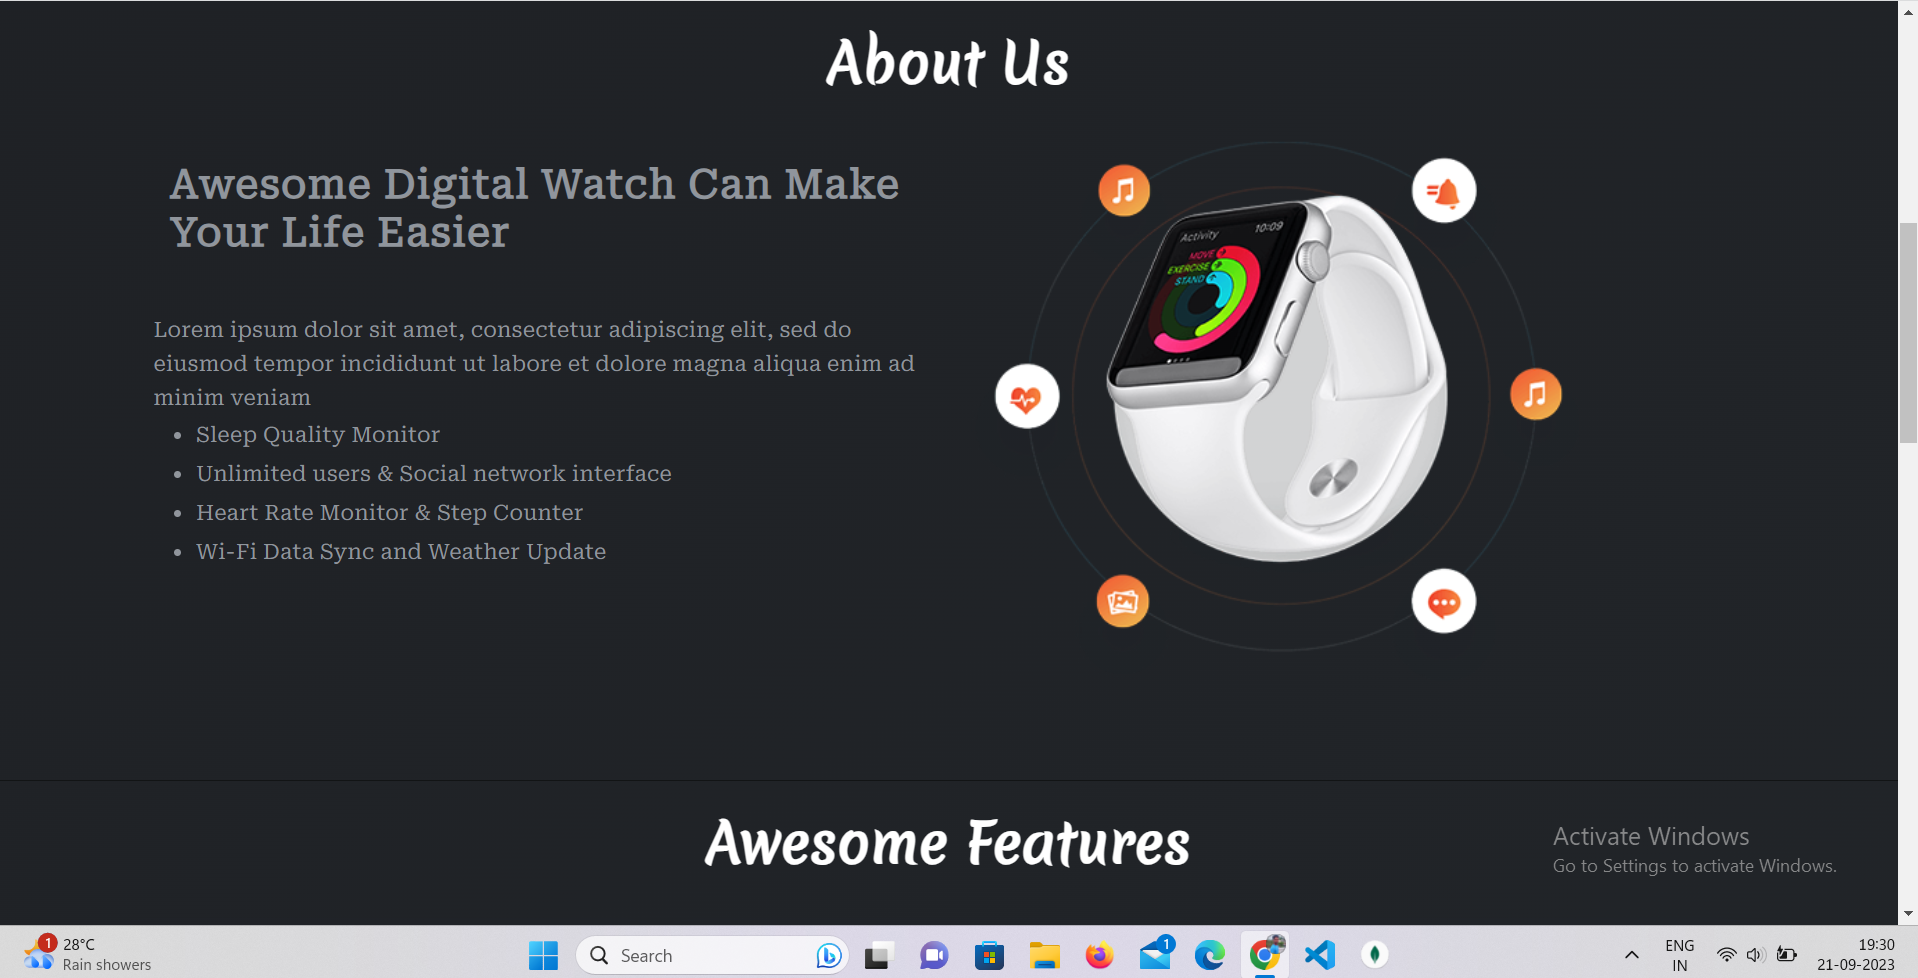 About Us
Awesome Digital Watch Can Make
Your Life Easier
Lorem ipsum dolor sit amet, consectetur adipiscing elit, sed do
eiusmod tempor incididunt ut labore et dolore magna aliqua enim ad
minim veniam
Sleep Quality Monitor
Unlimited users & Social network interface
Heart Rate Monitor & Step Counter
Wi-Fi Data Sync and Weather Update
Activity 10:09
MOVE
EXERCISE
STAND
Awesome Features
Activate Windows
Go to Settings to activate Windows.
1
28°C
Rain showers
Search
1
ENG
IN
19:30
21-09-2023